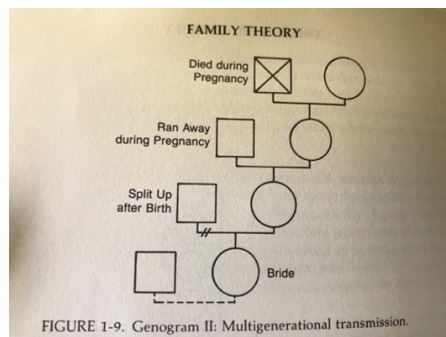 FAMILY THEORY
Died during
Pregnancy
Ran Away
during Pregnancy
Split Up
after Birth
Bride
FIGURE 1-9. Genogram II: Multigenerational transmission.